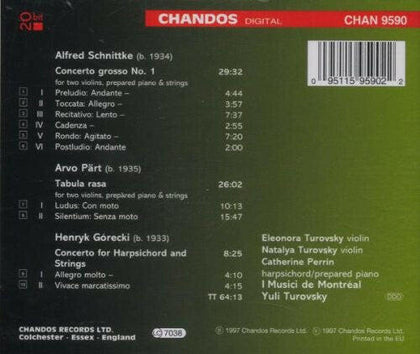 20 bit
CHANDOS DIGITAL
CHAN 9590
Alfred Schnittke (b. 1934)
Concerto grosso No. 1 29:32
for two violins, prepared piano & strings
1 I Preludio: Andante – 4:44
2 II Toccata: Allegro – 3:57
3 III Recitativo: Lento – 7:37
4 IV Cadenza – 2:55
5 V Rondo: Agitato – 7:20
6 VI Postludio: Andante 2:00
0 95115 95902 2
Arvo Pärt (b. 1935)
Tabula rasa 26:02
for two violins, prepared piano & strings
7 I Ludus: Con moto 10:13
8 II Silentium: Senza moto 15:47
Henryk Górecki (b. 1933)
Concerto for Harpsichord and 8:25
Strings
9 I Allegro molto – 4:10
10 II Vivace marcatissimo 4:15
TT 64:13
Eleonora Turovsky violin
Natalya Turovsky violin
Catherine Perrin
harpsichord/prepared piano
I Musici de Montréal
Yuli Turovsky
DDD
CHANDOS RECORDS LTD.
Colchester - Essex - England
LC 7038
℗ 1997 Chandos Records Ltd. © 1997 Chandos Records Ltd.
Printed in the EU